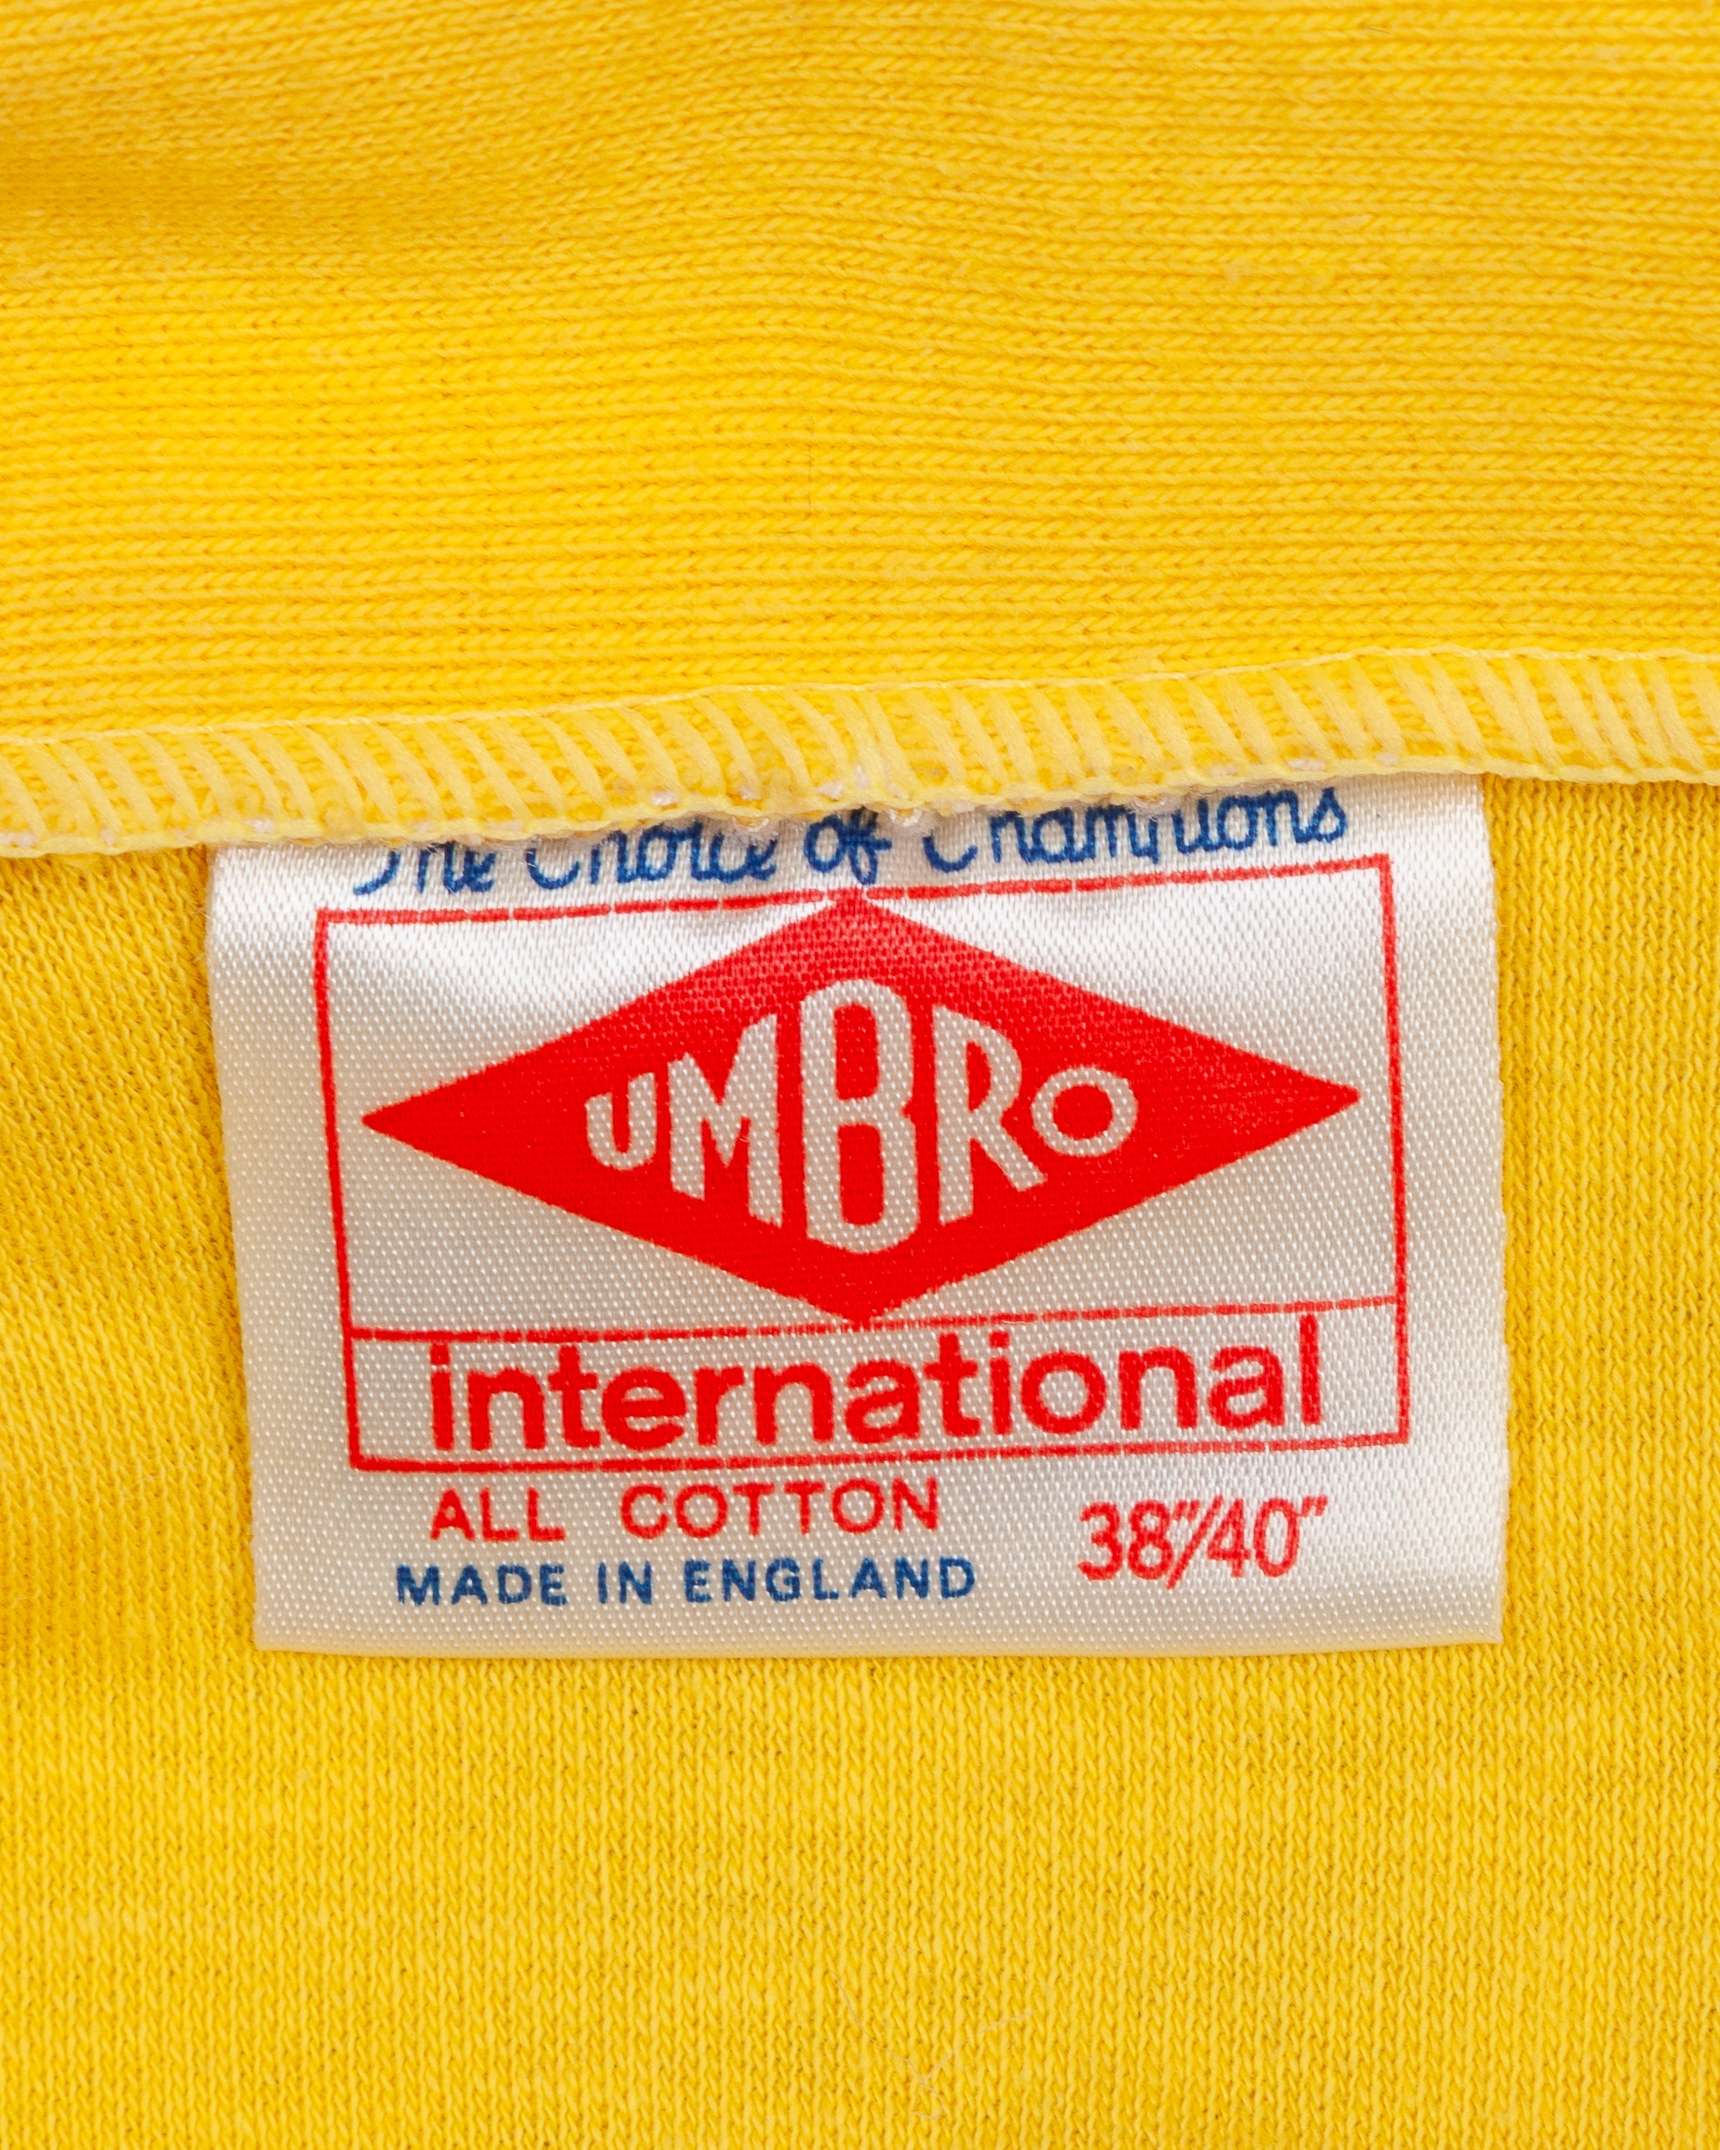 The Choice of Champions
UMBRO
international
ALL COTTON 38"/40"
MADE IN ENGLAND